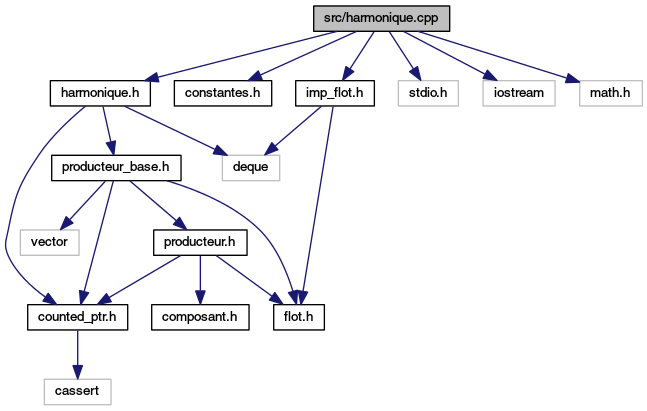 src/harmonique.cpp
harmonique.h
constantes.h
imp_flot.h
stdio.h
iostream
math.h
producteur_base.h
deque
vector
producteur.h
counted_ptr.h
composant.h
flot.h
cassert